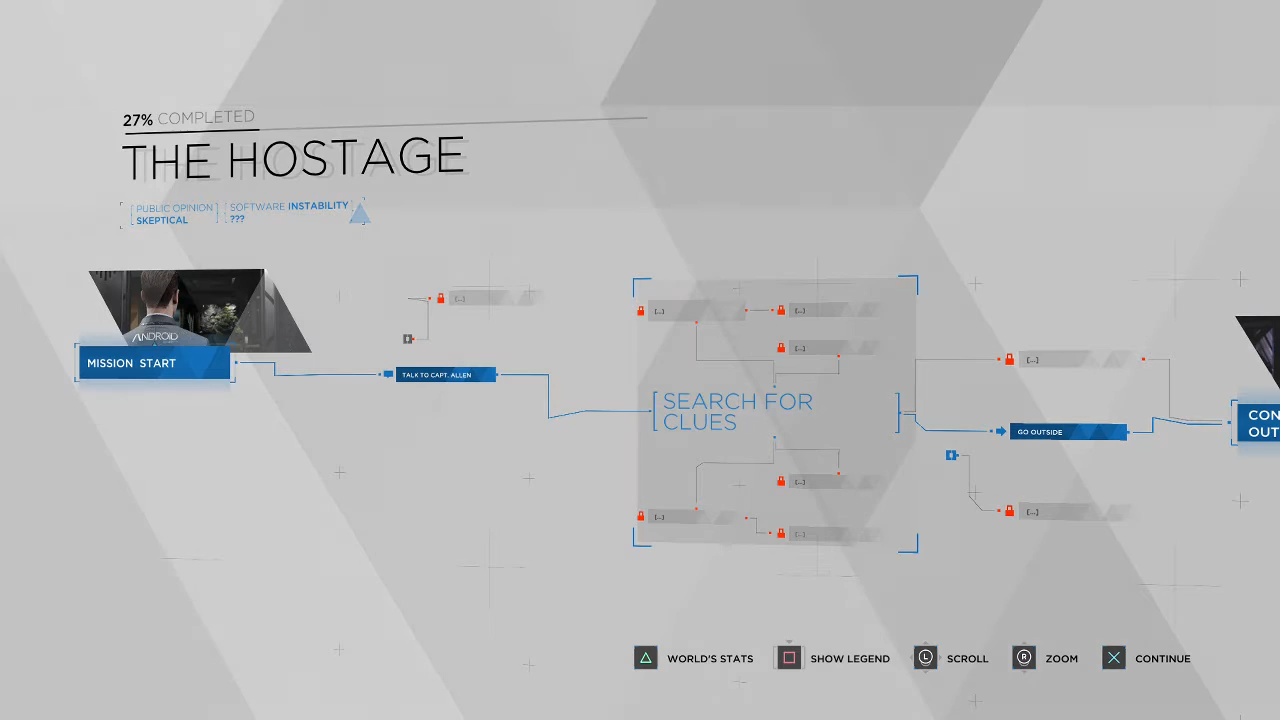 27% COMPLETED
THE HOSTAGE
PUBLIC OPINION
SKEPTICAL
SOFTWARE INSTABILITY
???
ANDROID
MISSION START
[...]
TALK TO CAPT. ALLEN
[...]
[...]
[...]
SEARCH FOR
CLUES
[...]
[...]
[...]
[...]
GO OUTSIDE
[...]
CON
OUT
WORLD'S STATS
SHOW LEGEND
L
SCROLL
R
ZOOM
CONTINUE